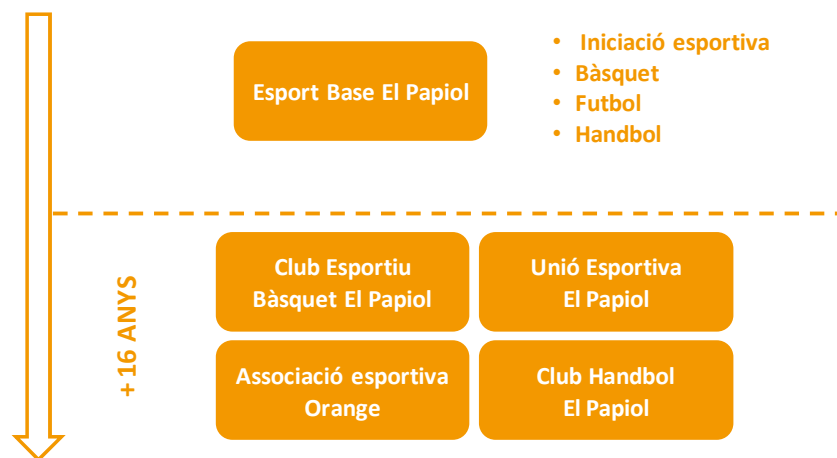 Esport Base El Papiol
• Iniciació esportiva
• Bàsquet
• Futbol
• Handbol
+ 16 ANYS
Club Esportiu
Bàsquet El Papiol
Unió Esportiva
El Papiol
Associació esportiva
Orange
Club Handbol
El Papiol